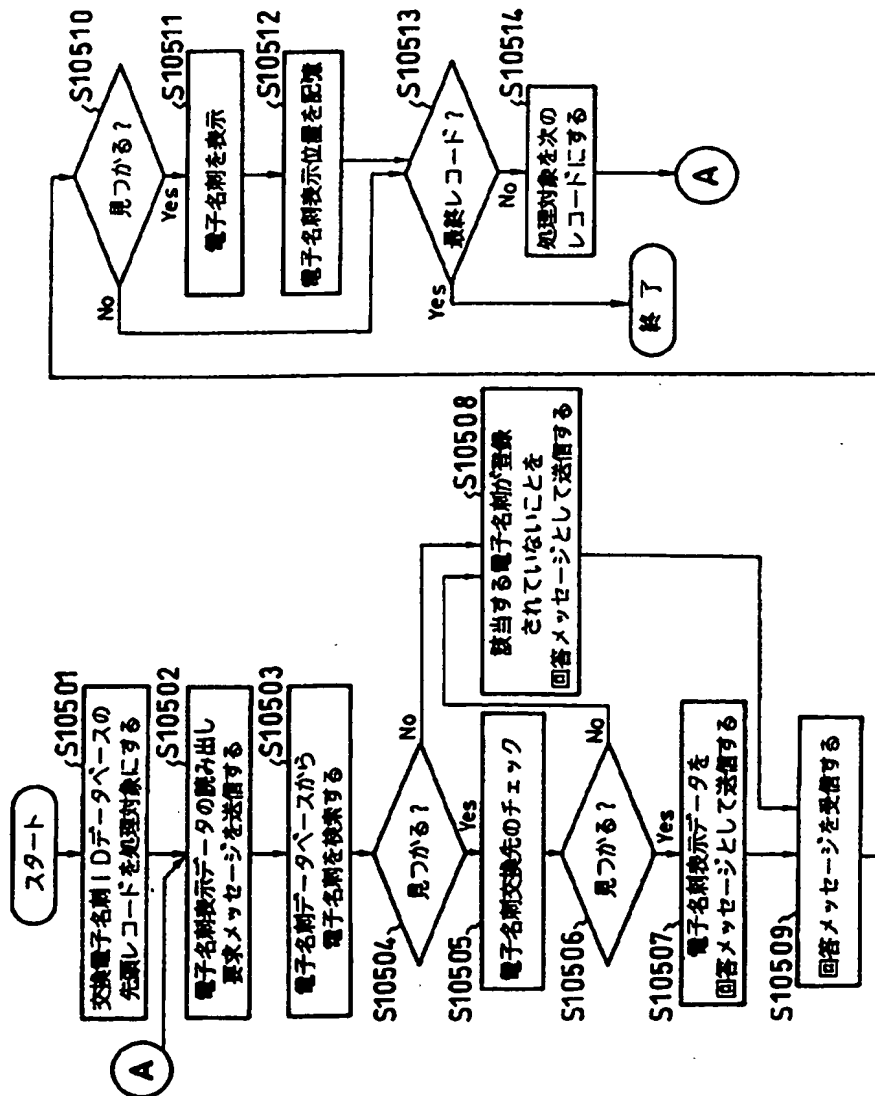 スタート
S10501
交換電子名刺IDデータベースの
先頭レコードを処理対象にする
A
S10502
電子名刺表示データの読み出し
要求メッセージを送信する
S10503
電子名刺データベースから
電子名刺を検索する
S10504
見つかる?
No
Yes
S10505
電子名刺交換先のチェック
S10506
見つかる?
No
Yes
S10507
電子名刺表示データを
回答メッセージとして送信する
S10508
該当する電子名刺が登録
されていないことを
回答メッセージとして送信する
S10509
回答メッセージを受信する
S10510
見つかる?
No
Yes
S10511
電子名刺を表示
S10512
電子名刺表示位置を記憶
S10513
最終レコード?
Yes
No
S10514
処理対象を次の
レコードにする
終了
A